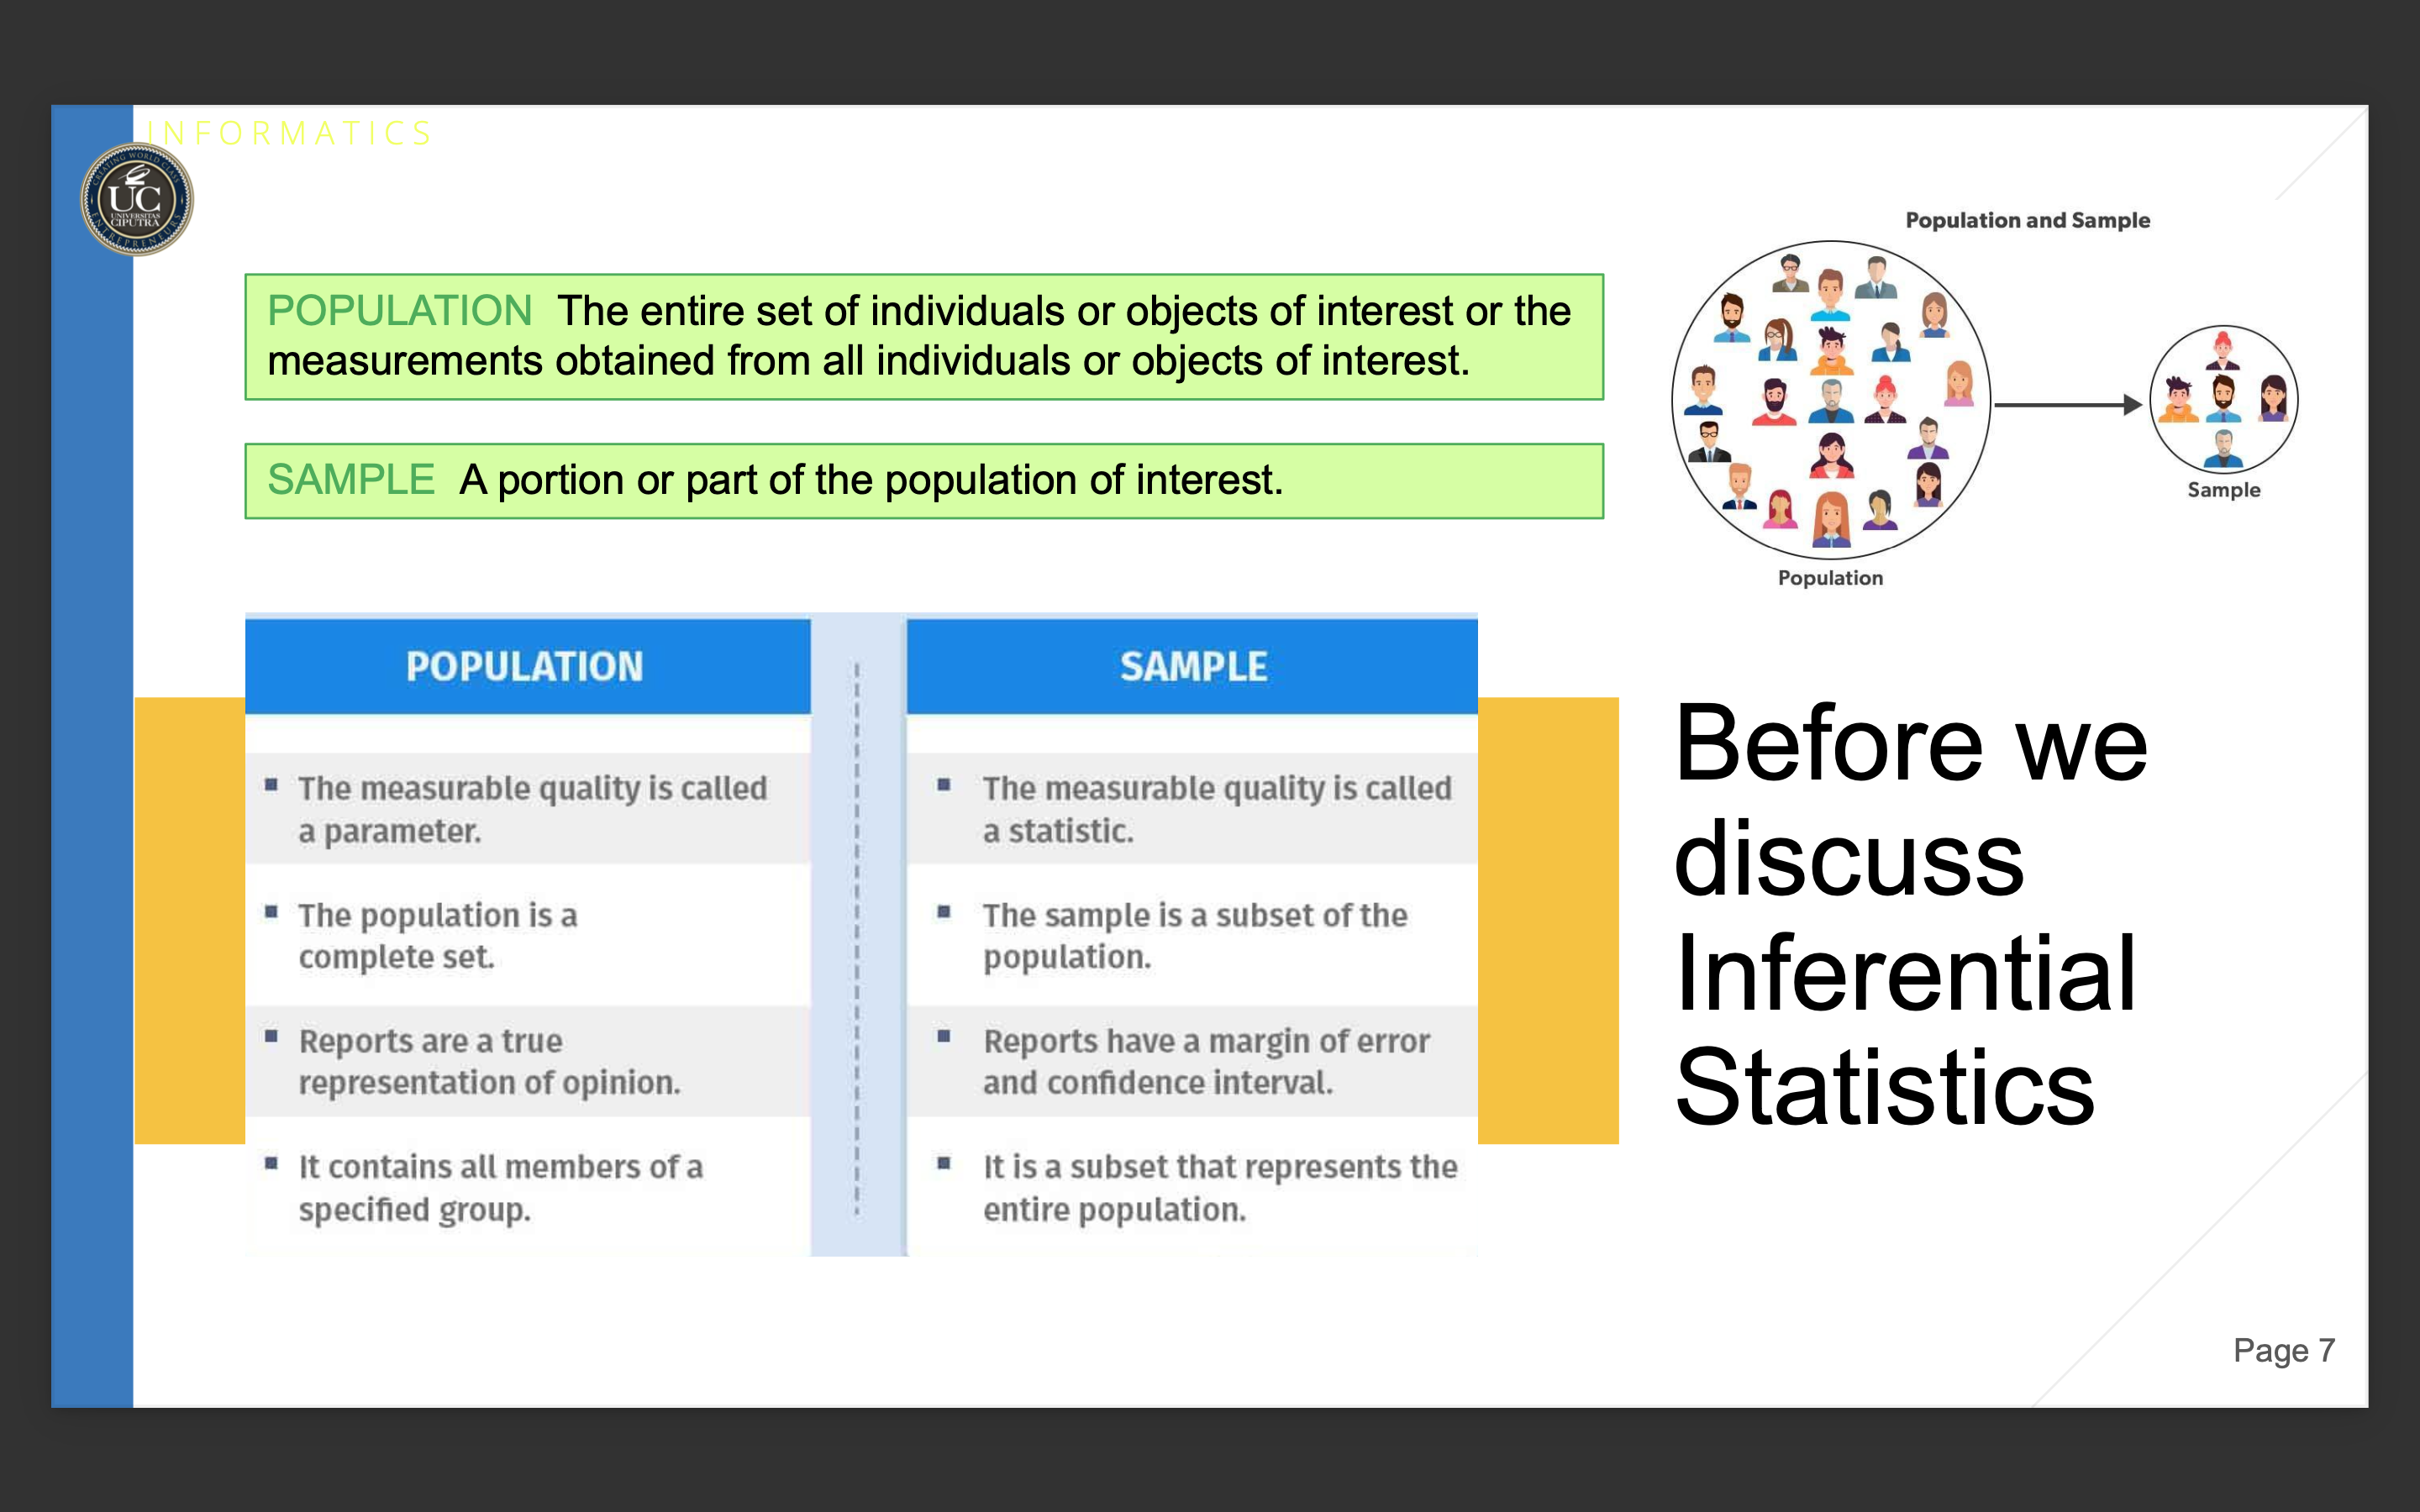 INFORMATICS
CREATING WORLD CLASS
UC
UNIVERSITAS
CIPUTRA
ENTREPRENEURS
POPULATION The entire set of individuals or objects of interest or the
measurements obtained from all individuals or objects of interest.
SAMPLE A portion or part of the population of interest.
Population and Sample
Sample
Population
POPULATION
▪ The measurable quality is called
a parameter.
▪ The population is a
complete set.
▪ Reports are a true
representation of opinion.
▪ It contains all members of a
specified group.
SAMPLE
▪ The measurable quality is called
a statistic.
▪ The sample is a subset of the
population.
▪ Reports have a margin of error
and confidence interval.
▪ It is a subset that represents the
entire population.
Before we
discuss
Inferential
Statistics
Page 7